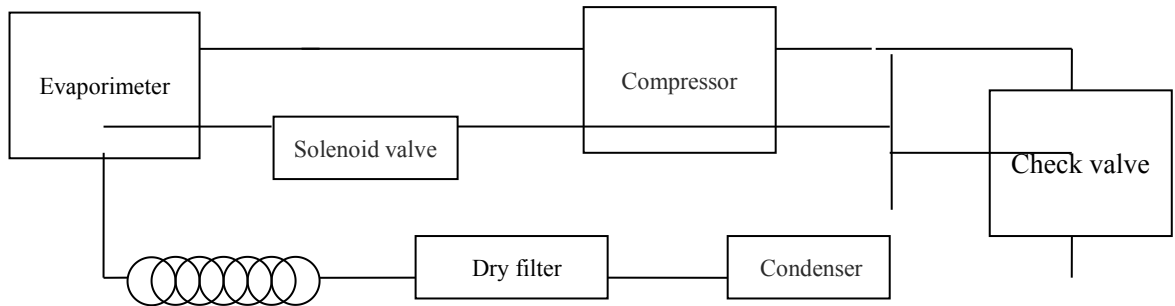 Evaporimeter
Compressor
Solenoid valve
Check valve
Dry filter
Condenser